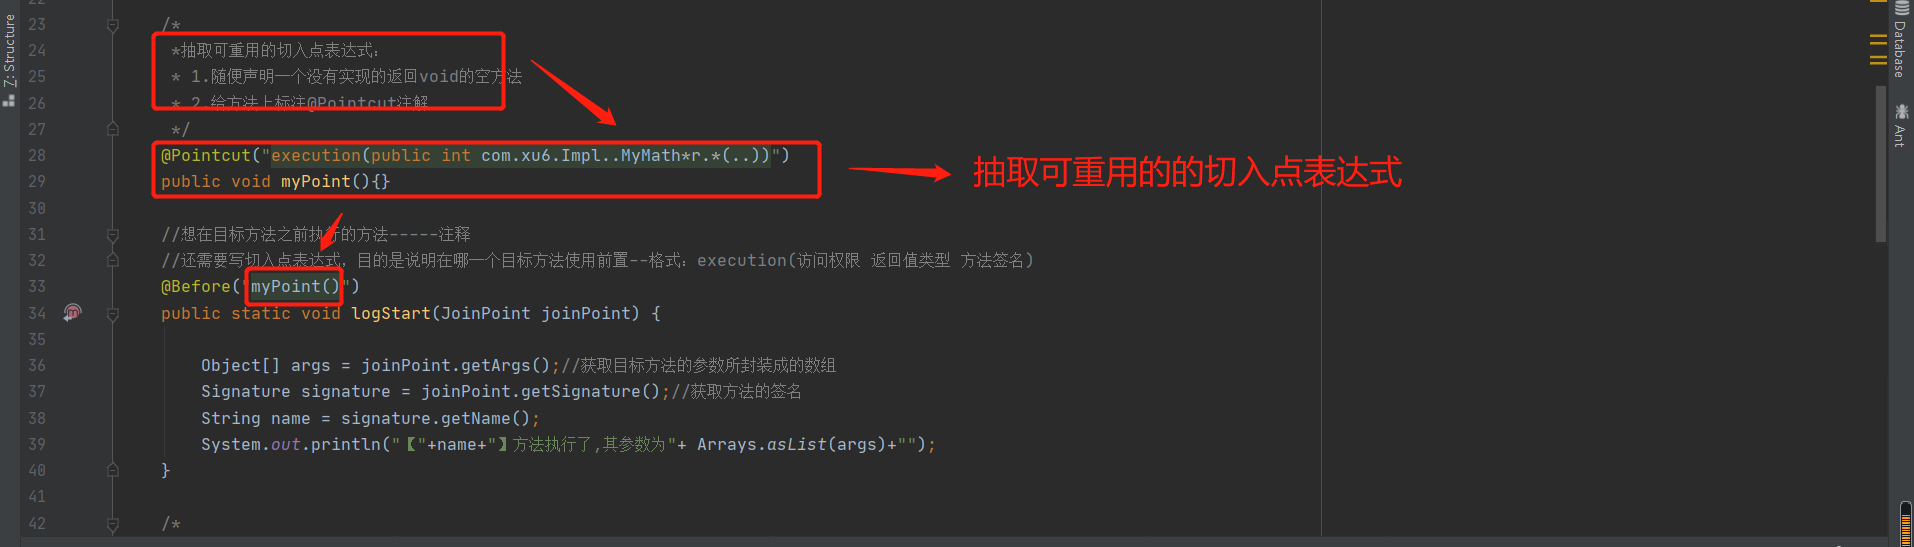 22
23 /*
24 *抽取可重用的切入点表达式:
25 * 1.随便声明一个没有实现的返回void的空方法
26 * 2.给方法上标注@Pointcut注解
27 */
28 @Pointcut("execution(public int com.xu6.Impl..MyMath*r.*(..))")
29 public void myPoint(){}
抽取可重用的的切入点表达式
30
31 //想在目标方法之前执行的方法-----注释
32 //还需要写切入点表达式，目的是说明在哪一个目标方法使用前置--格式：execution(访问权限 返回值类型 方法签名)
33 @Before("myPoint()")
34 public static void logStart(JoinPoint joinPoint) {
35
36 Object[] args = joinPoint.getArgs();//获取目标方法的参数所封装成的数组
37 Signature signature = joinPoint.getSignature();//获取方法的签名
38 String name = signature.getName();
39 System.out.println("【"+name+"】方法执行了,其参数为"+ Arrays.asList(args)+"");
40 }
41
42 /*
Z: Structure
Database
Ant